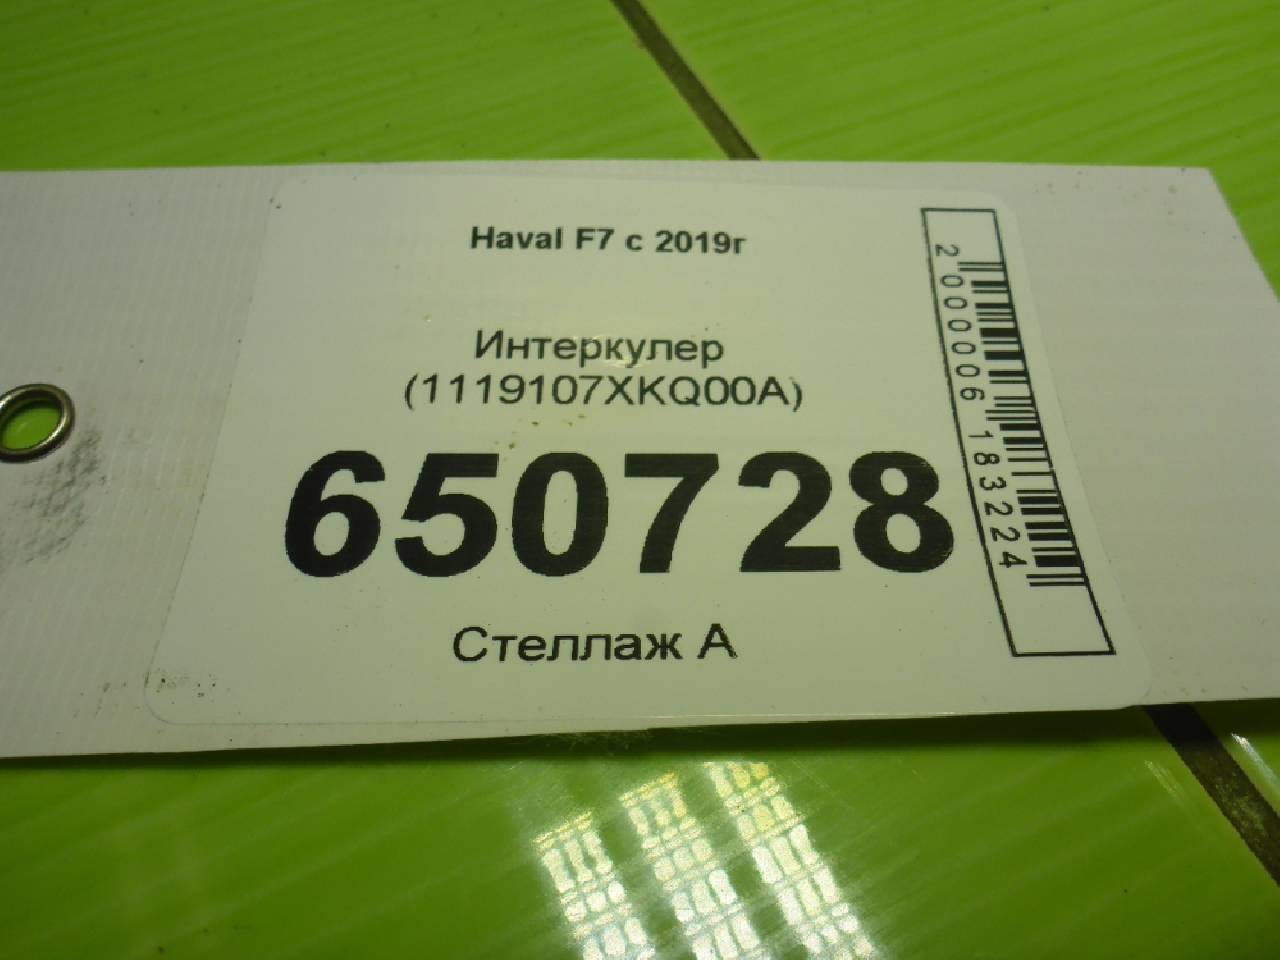 Haval F7 с 2019г
Интеркулер
(1119107XKQ00A)
650728
Стеллаж А
2000006183224